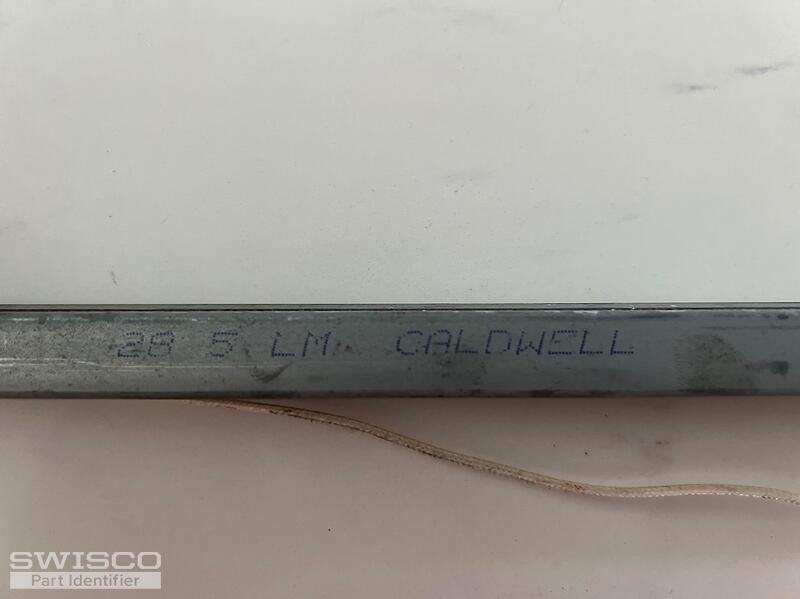 28 5 LM CALDWELL
SWISCO
Part Identifier